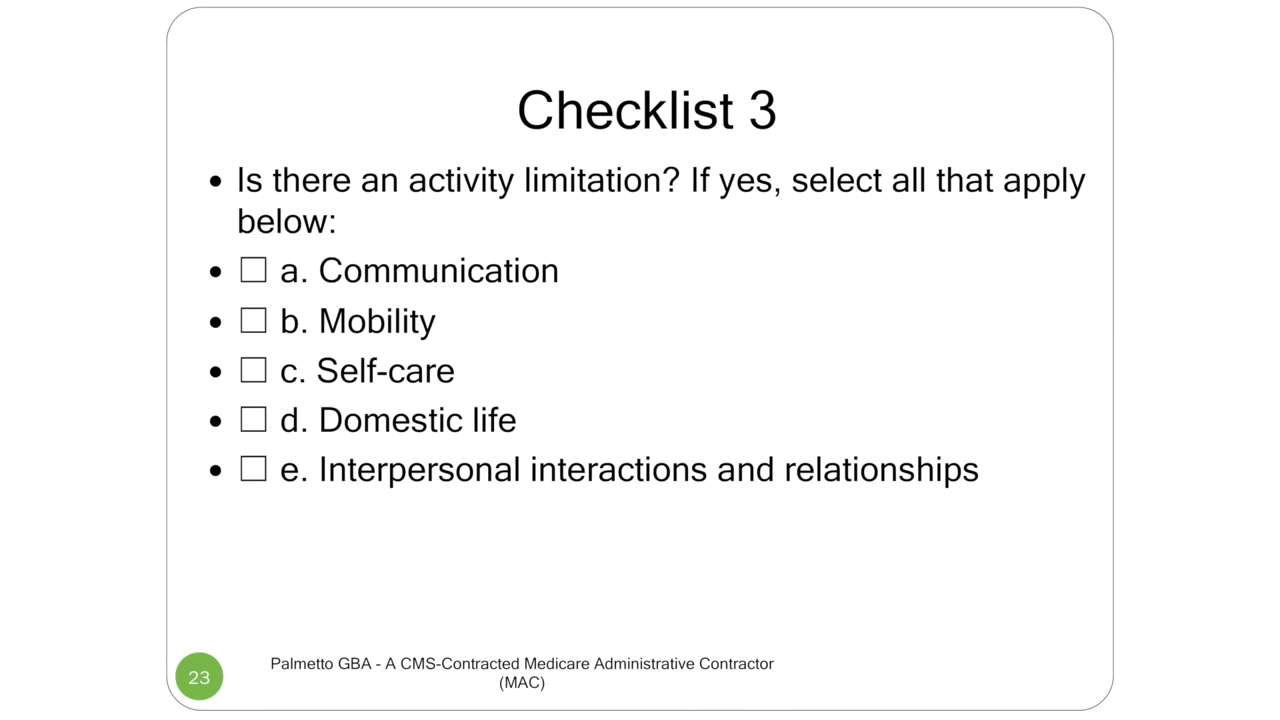 Checklist 3
• Is there an activity limitation? If yes, select all that apply
below:
• ☐ a. Communication
• ☐ b. Mobility
• ☐ c. Self-care
• ☐ d. Domestic life
• ☐ e. Interpersonal interactions and relationships
23
Palmetto GBA - A CMS-Contracted Medicare Administrative Contractor
(MAC)